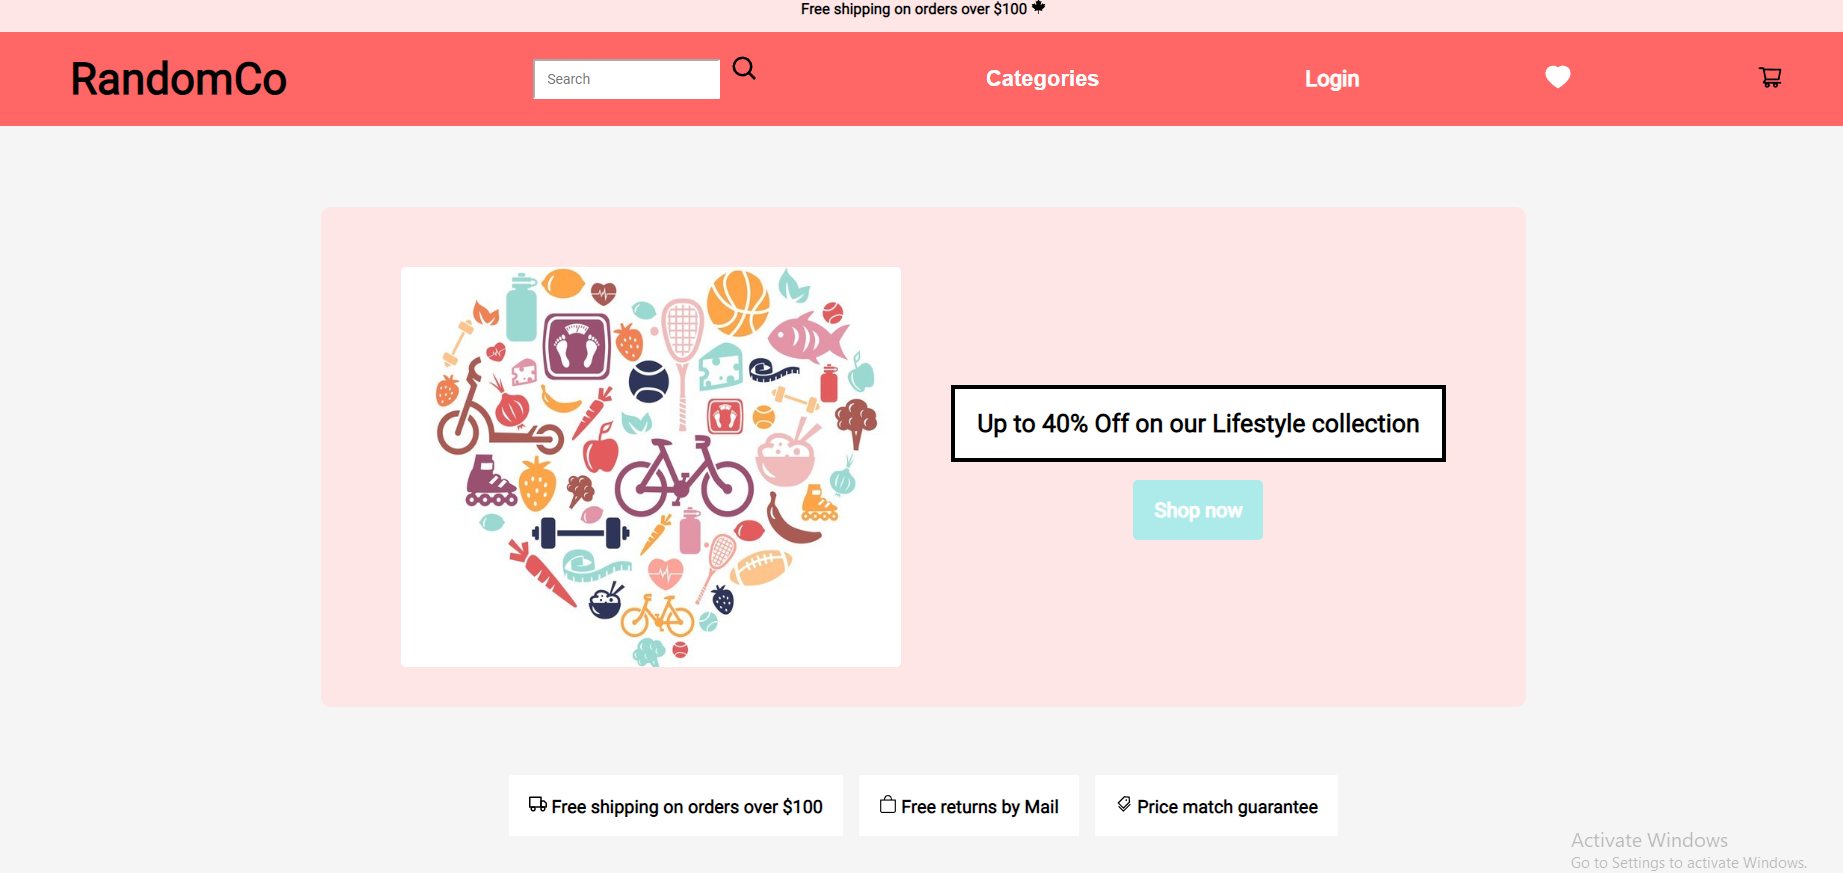 Free shipping on orders over $100
RandomCo
Search
Categories
Login
Up to 40% Off on our Lifestyle collection
Shop now
Free shipping on orders over $100
Free returns by Mail
Price match guarantee
Activate Windows
Go to Settings to activate Windows.